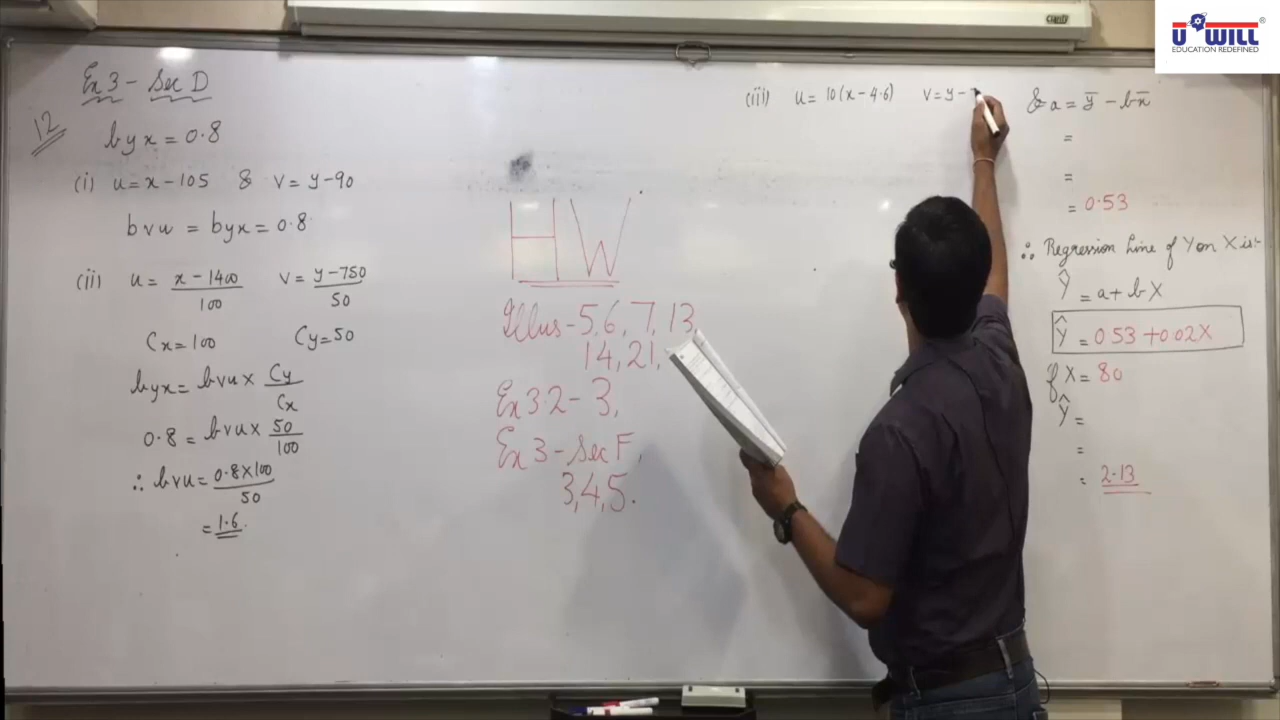 Ex 3 - Sec D
12
byx = 0.8
(i) u = x - 105 & v = y - 90
bvu = byx = 0.8
(ii) u = x - 1400 / 100 v = y - 750 / 50
Cx = 100 Cy = 50
byx = bvu × Cy / Cx
0.8 = bvu × 50 / 100
∴ bvu = 0.8 × 100 / 50
= 1.6
HW
Illus - 5, 6, 7, 13,
14, 21,
Ex 3.2 - 3,
Ex 3 - Sec F,
3, 4, 5.
(iii) u = 10(x - 4.6) v = y -
& a = y̅ - bx̅
=
=
= 0.53
∴ Regression Line of Y on X is
Ŷ = a + bX
Ŷ = 0.53 + 0.02X
If X = 80
Ŷ =
=
= 2.13
U WILL
EDUCATION REDEFINED